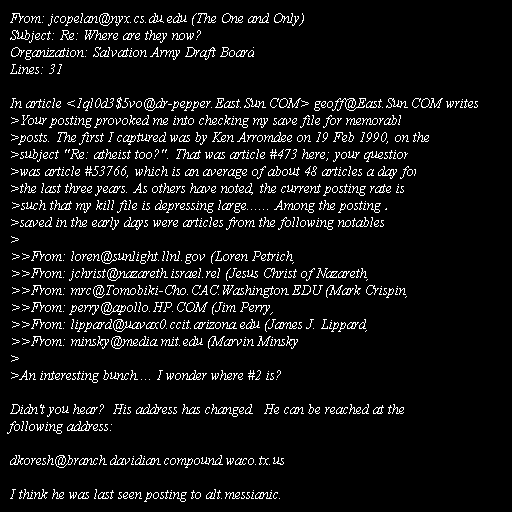 From: jcopelan@nyx.cs.du.edu (The One and Only)
Subject: Re: Where are they now?
Organization: Salvation Army Draft Board
Lines: 31

In article <1ql0d3$5vo@dr-pepper.East.Sun.COM> geoff@East.Sun.COM writes
>Your posting provoked me into checking my save file for memorabl
>posts. The first I captured was by Ken Arromdee on 19 Feb 1990, on the
>subject "Re: atheist too?". That was article #473 here; your question
>was article #53766, which is an average of about 48 articles a day for
>the last three years. As others have noted, the current posting rate is
>such that my kill file is depressing large...... Among the posting .
>saved in the early days were articles from the following notables
>
>>From: loren@sunlight.llnl.gov (Loren Petrich,
>>From: jchrist@nazareth.israel.rel (Jesus Christ of Nazareth,
>>From: mrc@Tomobiki-Cho.CAC.Washington.EDU (Mark Crispin,
>>From: perry@apollo.HP.COM (Jim Perry,
>>From: lippard@uavax0.ccit.arizona.edu (James J. Lippard,
>>From: minsky@media.mit.edu (Marvin Minsky
>
>An interesting bunch.... I wonder where #2 is?

Didn't you hear?  His address has changed.  He can be reached at the
following address:

dkoresh@branch.davidian.compound.waco.tx.us

I think he was last seen posting to alt.messianic.